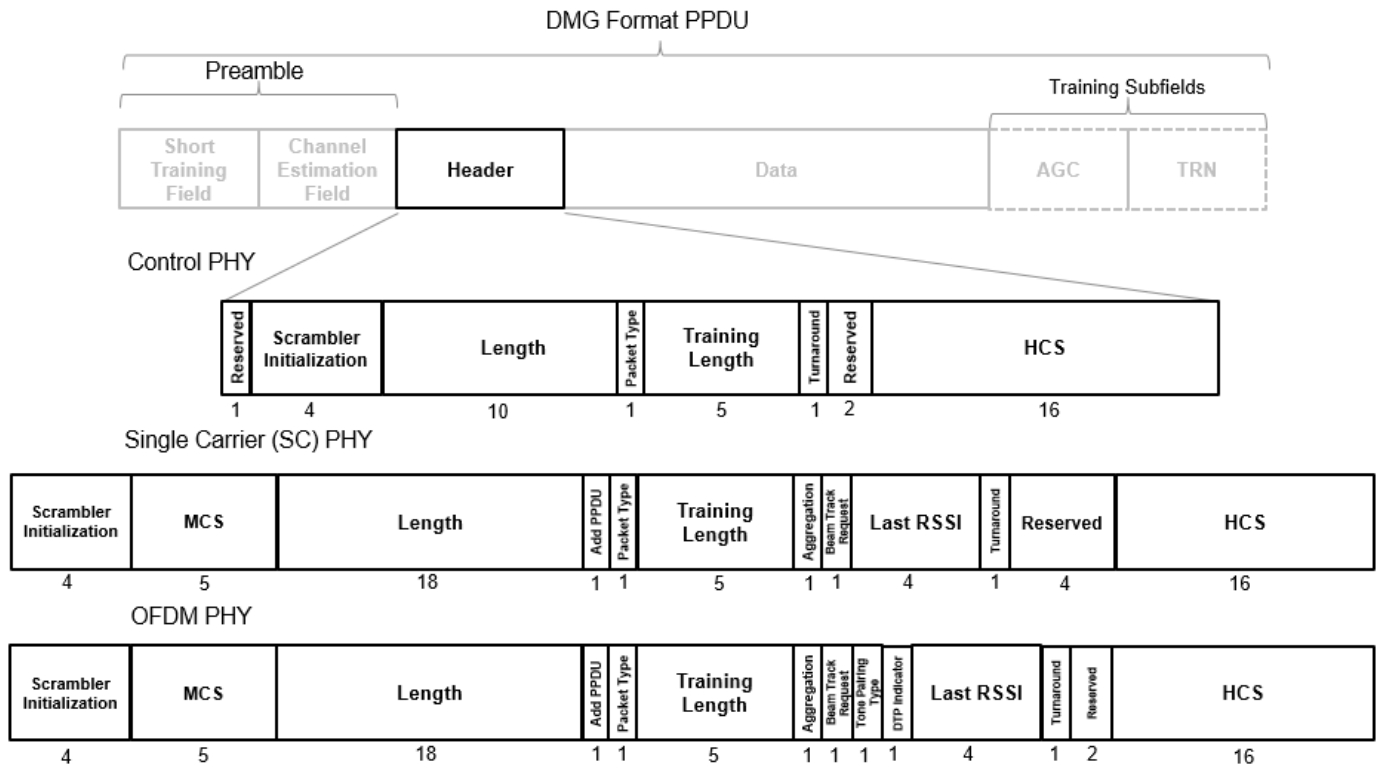 DMG Format PPDU
Preamble
Training Subfields
Short
Training
Field
Channel
Estimation
Field
Header
Data
AGC
TRN
Control PHY
Reserved
Scrambler
Initialization
Length
Packet Type
Training
Length
Turnaround
Reserved
HCS
1 4 10 1 5 1 2 16
Single Carrier (SC) PHY
Scrambler
Initialization
MCS
Length
Add PPDU
Packet Type
Training
Length
Aggregation
Beam Track
Request
Last RSSI
Turnaround
Reserved
HCS
4 5 18 1 1 5 1 1 4 1 4 16
OFDM PHY
Scrambler
Initialization
MCS
Length
Add PPDU
Packet Type
Training
Length
Aggregation
Beam Track
Request
Tone Pairing
Type
DTP Indicator
Last RSSI
Turnaround
Reserved
HCS
4 5 18 1 1 5 1 1 1 1 4 1 2 16